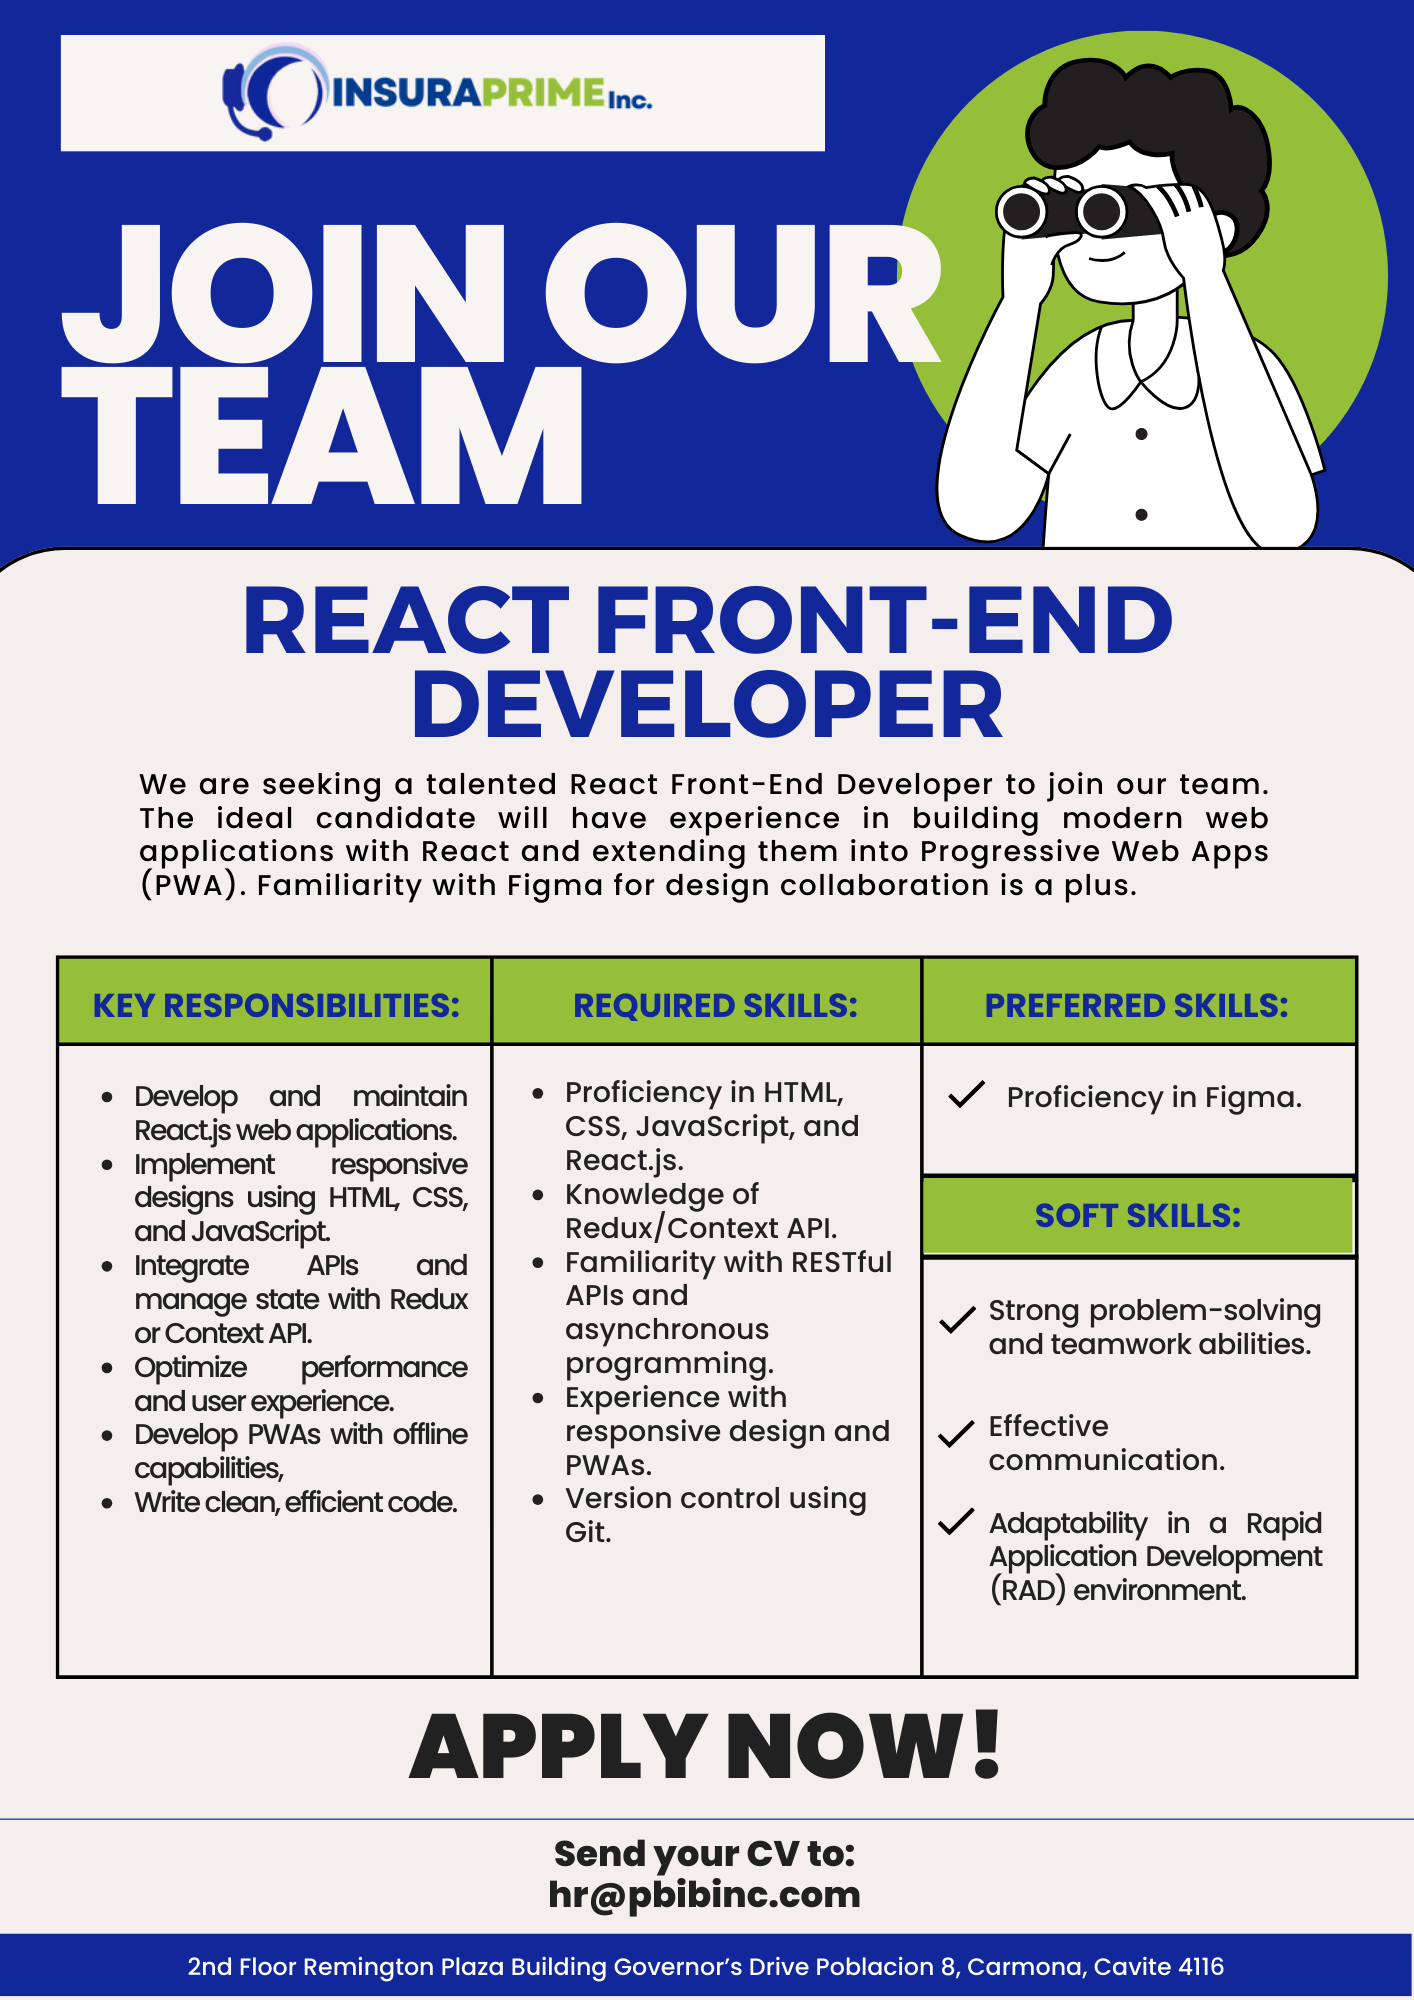 INSURAPRIME Inc.
JOIN OUR
TEAM
REACT FRONT-END
DEVELOPER
We are seeking a talented React Front-End Developer to join our team.
The ideal candidate will have experience in building modern web
applications with React and extending them into Progressive Web Apps
(PWA). Familiarity with Figma for design collaboration is a plus.
KEY RESPONSIBILITIES:
• Develop and maintain
React.js web applications.
• Implement responsive
designs using HTML, CSS,
and JavaScript.
• Integrate APIs and
manage state with Redux
or Context API.
• Optimize performance
and user experience.
• Develop PWAs with offline
capabilities,
• Write clean, efficient code.
REQUIRED SKILLS:
• Proficiency in HTML,
CSS, JavaScript, and
React.js.
• Knowledge of
Redux/Context API.
• Familiarity with RESTful
APIs and
asynchronous
programming.
• Experience with
responsive design and
PWAs.
• Version control using
Git.
PREFERRED SKILLS:
✓ Proficiency in Figma.
SOFT SKILLS:
✓ Strong problem-solving
and teamwork abilities.
✓ Effective
communication.
✓ Adaptability in a Rapid
Application Development
(RAD) environment.
APPLY NOW!
Send your CV to:
hr@pbibinc.com
2nd Floor Remington Plaza Building Governor's Drive Poblacion 8, Carmona, Cavite 4116